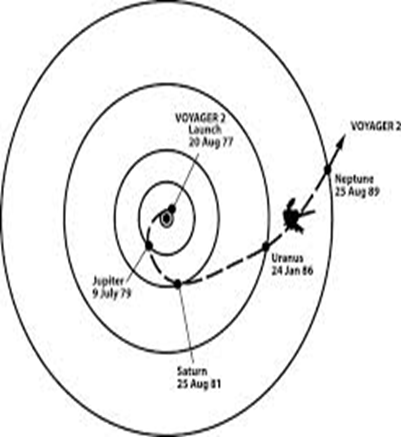 VOYAGER 2
Launch
20 Aug 77
VOYAGER 2
Neptune
25 Aug 89
Uranus
24 Jan 86
Jupiter
9 July 79
Saturn
25 Aug 81